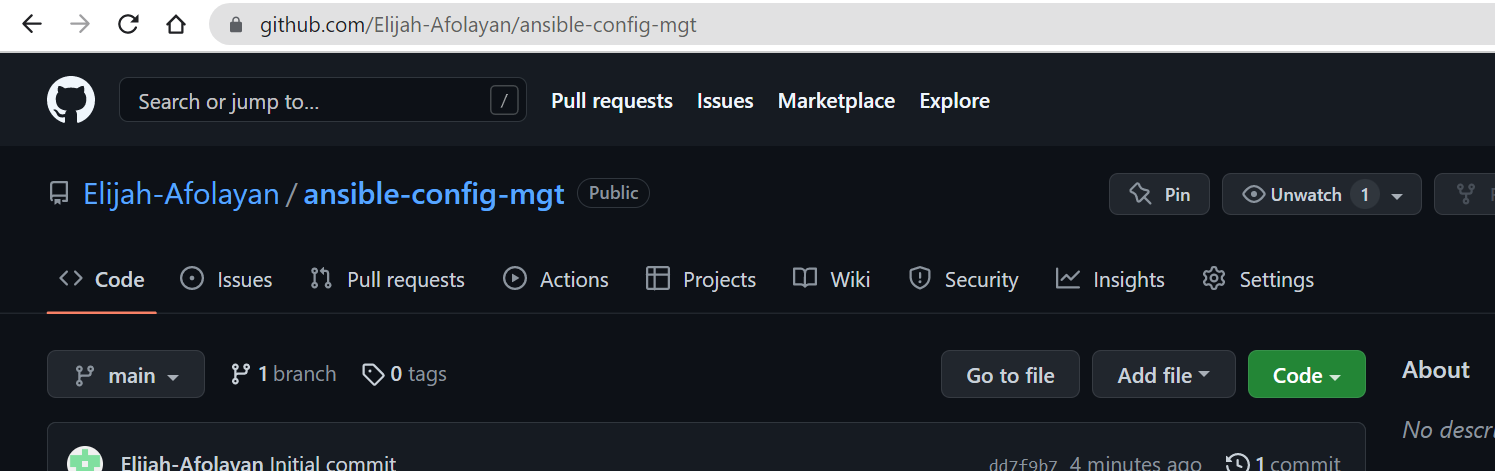 github.com/Elijah-Afolayan/ansible-config-mgt
Search or jump to... / Pull requests Issues Marketplace Explore
Elijah-Afolayan / ansible-config-mgt Public Pin Unwatch 1
Code Issues Pull requests Actions Projects Wiki Security Insights Settings
main 1 branch 0 tags Go to file Add file Code About
No descr
Elijah-Afolayan Initial commit dd7f9b7 4 minutes ago 1 commit